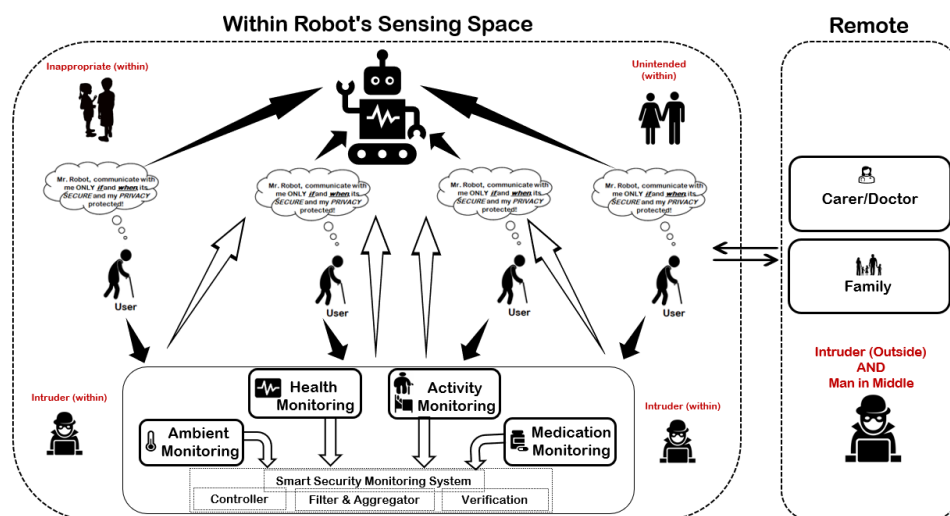 Within Robot's Sensing Space
Remote
Inappropriate (within)
Unintended
(within)
Mr. Robot, communicate with
me ONLY if and when its
SECURE and my PRIVACY
protected!
Mr. Robot, communicate with
me ONLY if and when its
SECURE and my PRIVACY
protected!
Mr. Robot, communicate with
me ONLY if and when its
SECURE and my PRIVACY
protected!
Mr. Robot, communicate with
me ONLY if and when its
SECURE and my PRIVACY
protected!
User
User
User
User
Carer/Doctor
Family
Intruder (Outside)
AND
Man in Middle
Intruder (within)
Intruder (within)
Health
Monitoring
Activity
Monitoring
Ambient
Monitoring
Medication
Monitoring
Smart Security Monitoring System
Controller
Filter & Aggregator
Verification